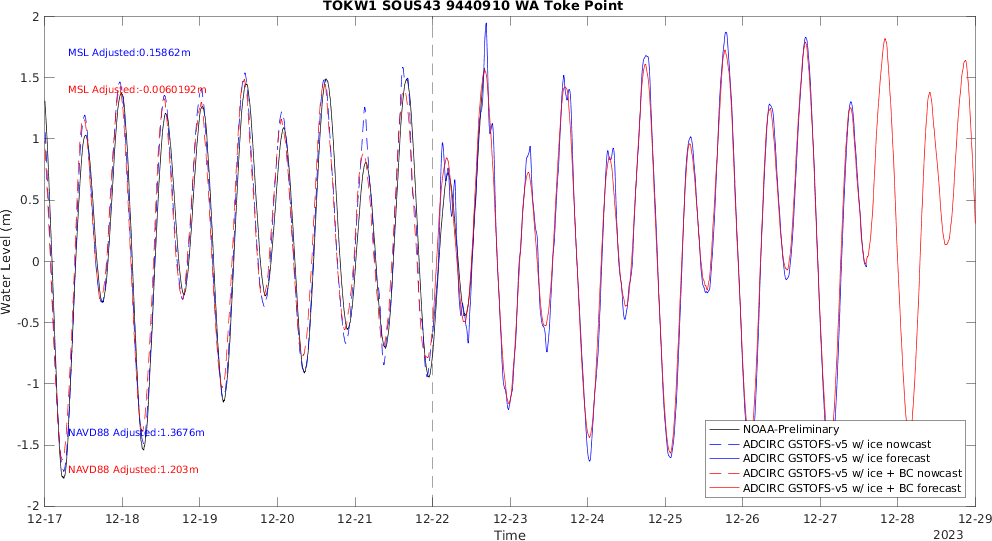 TOKW1 SOUS43 9440910 WA Toke Point
2
1.5
1
0.5
0
-0.5
-1
-1.5
-2
Water Level (m)
MSL Adjusted:0.15862m
MSL Adjusted:-0.0060192m
NAVD88 Adjusted:1.3676m
NAVD88 Adjusted:1.203m
NOAA-Preliminary
ADCIRC GSTOFS-v5 w/ ice nowcast
ADCIRC GSTOFS-v5 w/ ice forecast
ADCIRC GSTOFS-v5 w/ ice + BC nowcast
ADCIRC GSTOFS-v5 w/ ice + BC forecast
12-17 12-18 12-19 12-20 12-21 12-22 12-23 12-24 12-25 12-26 12-27 12-28 12-29
Time
2023